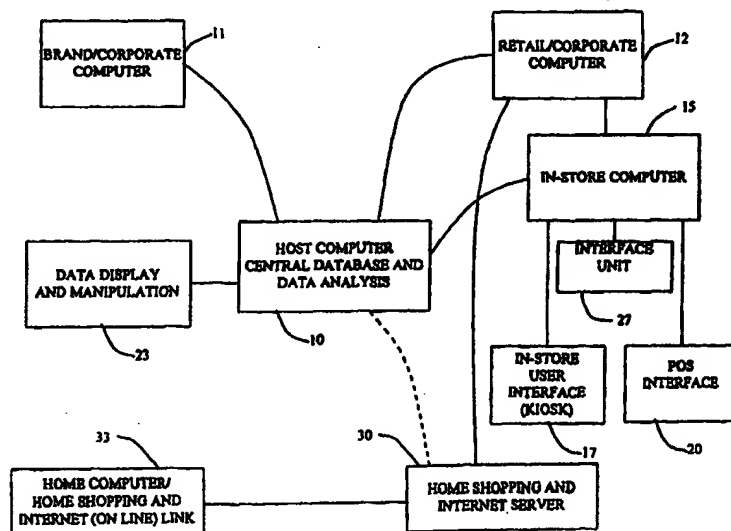 11
BRAND/CORPORATE
COMPUTER
RETAIL/CORPORATE
COMPUTER
12
15
IN-STORE COMPUTER
HOST COMPUTER
CENTRAL DATABASE AND
DATA ANALYSIS
10
INTERFACE
UNIT
27
DATA DISPLAY
AND MANIPULATION
23
IN-STORE
USER
INTERFACE
(KIOSK)
17
POS
INTERFACE
20
33
HOME COMPUTER/
HOME SHOPPING AND
INTERNET (ON LINE) LINK
30
HOME SHOPPING AND
INTERNET SERVER